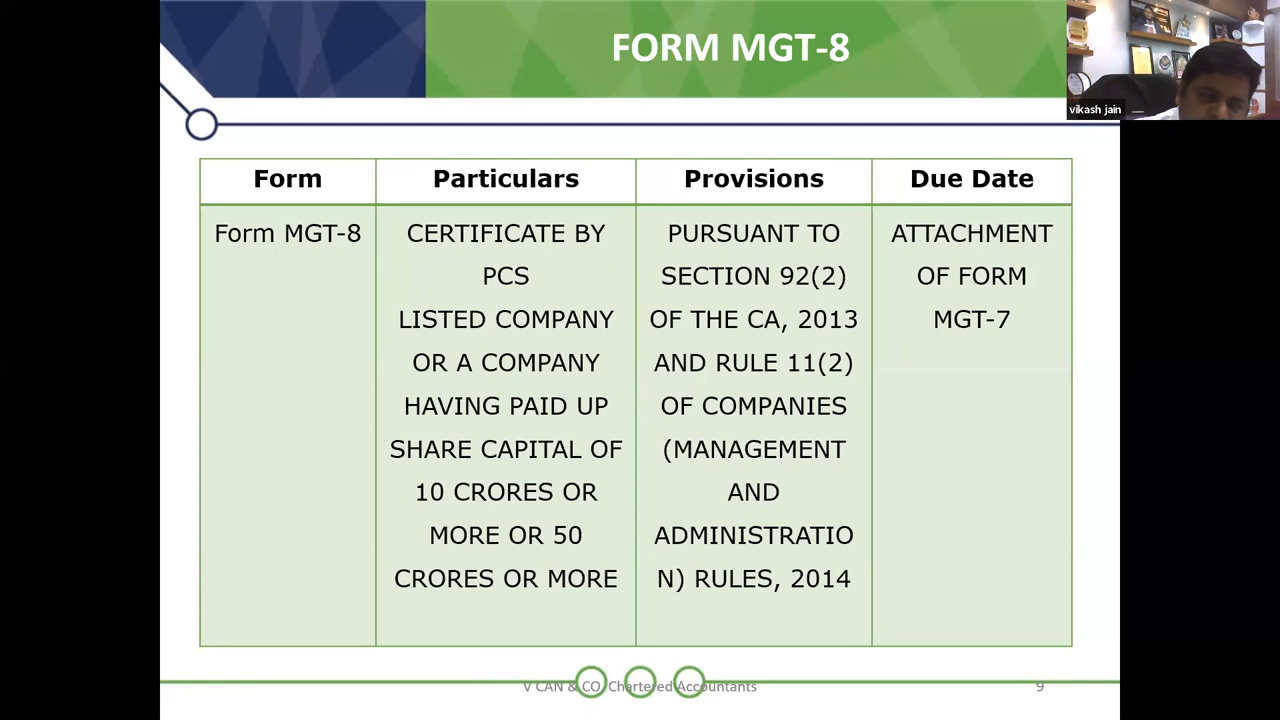 FORM MGT-8
vikash jain
Form Particulars Provisions Due Date
Form MGT-8
CERTIFICATE BY
PCS
LISTED COMPANY
OR A COMPANY
HAVING PAID UP
SHARE CAPITAL OF
10 CRORES OR
MORE OR 50
CRORES OR MORE
PURSUANT TO
SECTION 92(2)
OF THE CA, 2013
AND RULE 11(2)
OF COMPANIES
(MANAGEMENT
AND
ADMINISTRATIO
N) RULES, 2014
ATTACHMENT
OF FORM
MGT-7
V CAN & CO, Chartered Accountants
9